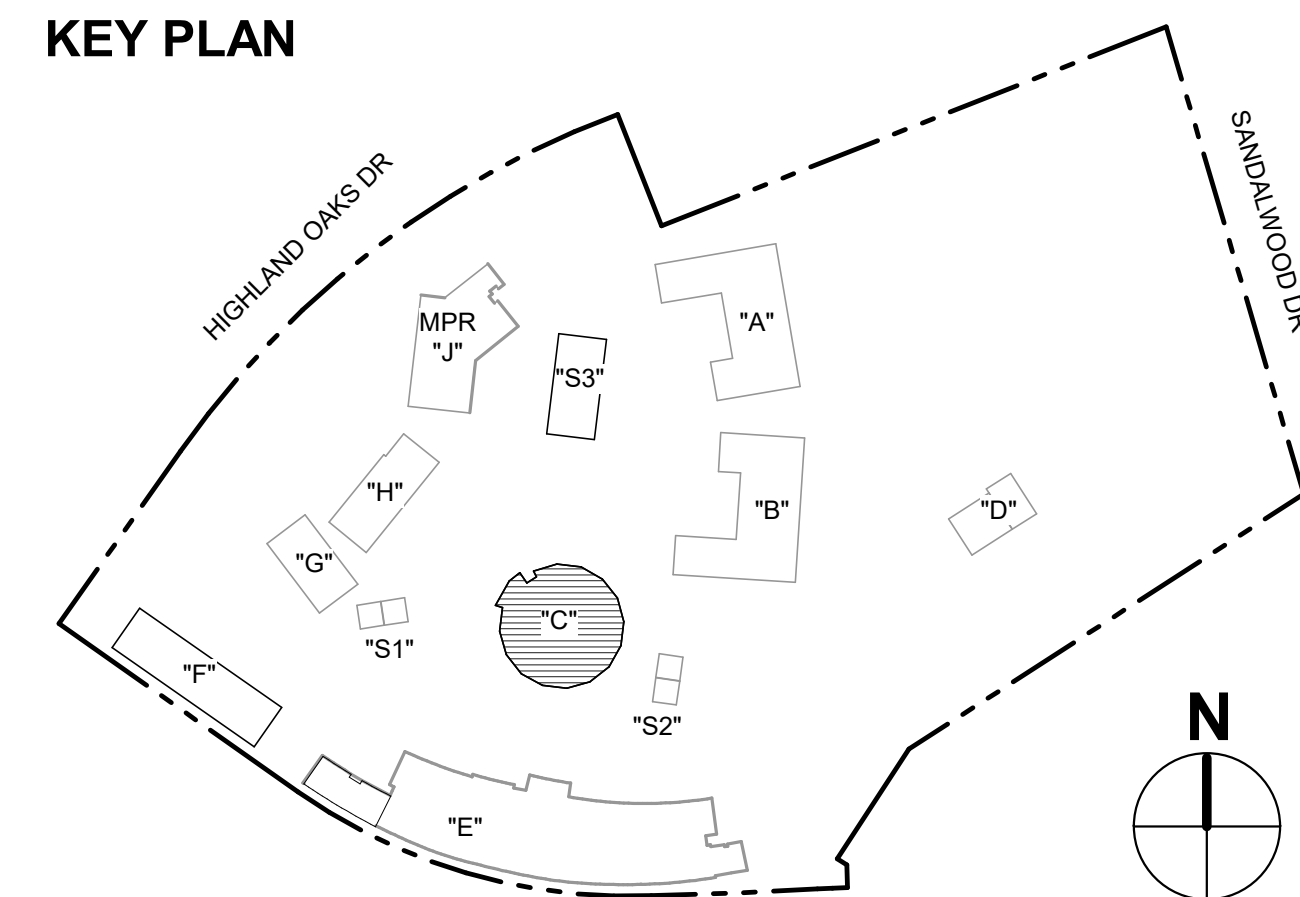 KEY PLAN
HIGHLAND OAKS DR
SANDALWOOD DR
MPR
"J"
"S3"
"A"
"H"
"B"
"D"
"G"
"C"
"S1"
"F"
"S2"
"E"
N